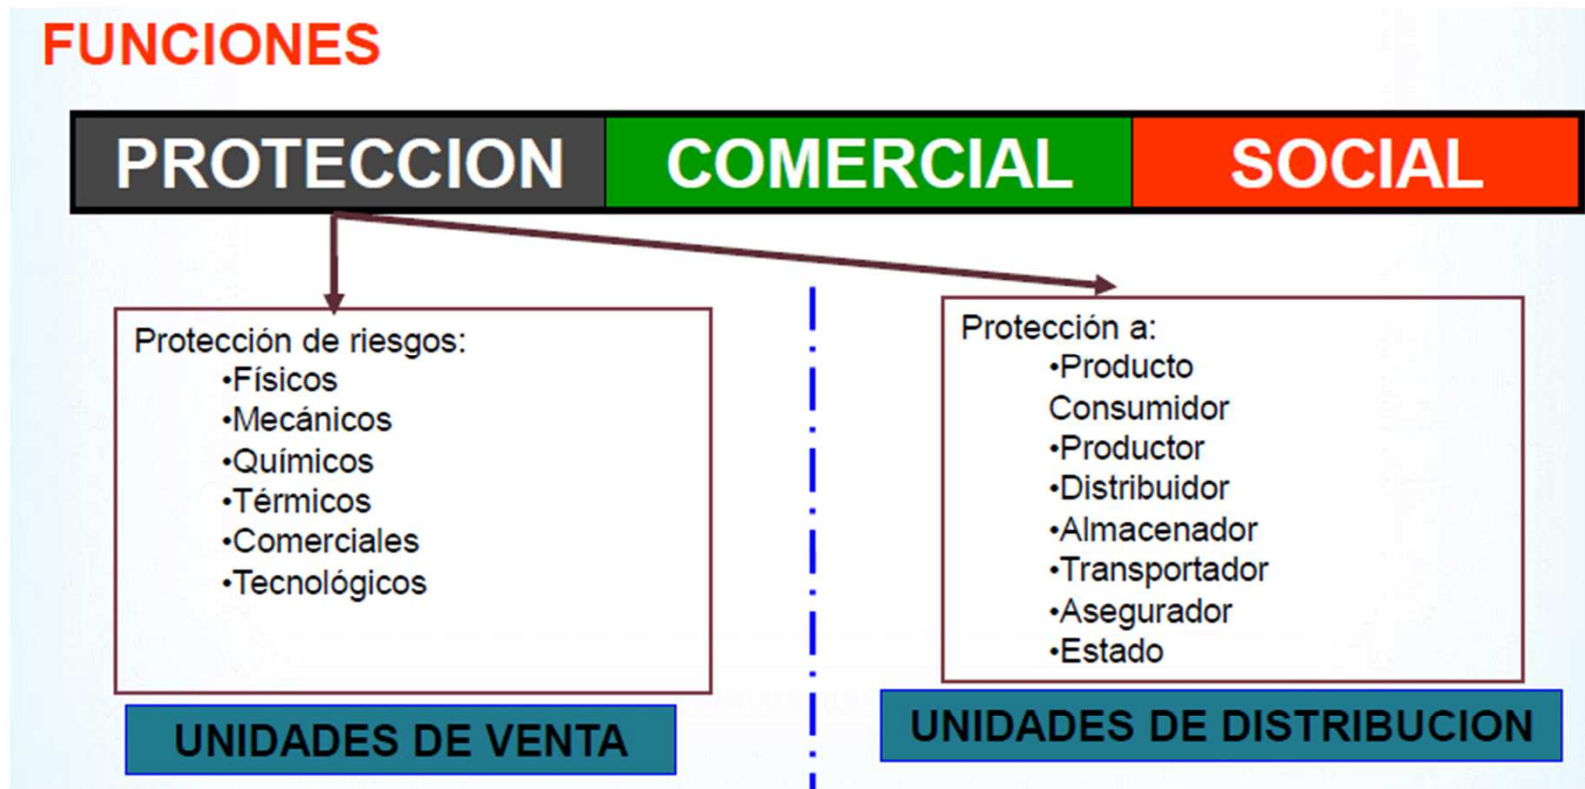 FUNCIONES
PROTECCION COMERCIAL SOCIAL
Protección de riesgos:
•Físicos
•Mecánicos
•Químicos
•Térmicos
•Comerciales
•Tecnológicos
UNIDADES DE VENTA
Protección a:
•Producto
Consumidor
•Productor
•Distribuidor
•Almacenador
•Transportador
•Asegurador
•Estado
UNIDADES DE DISTRIBUCION